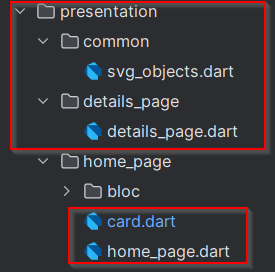 presentation
common
svg_objects.dart
details_page
details_page.dart
home_page
bloc
card.dart
home_page.dart